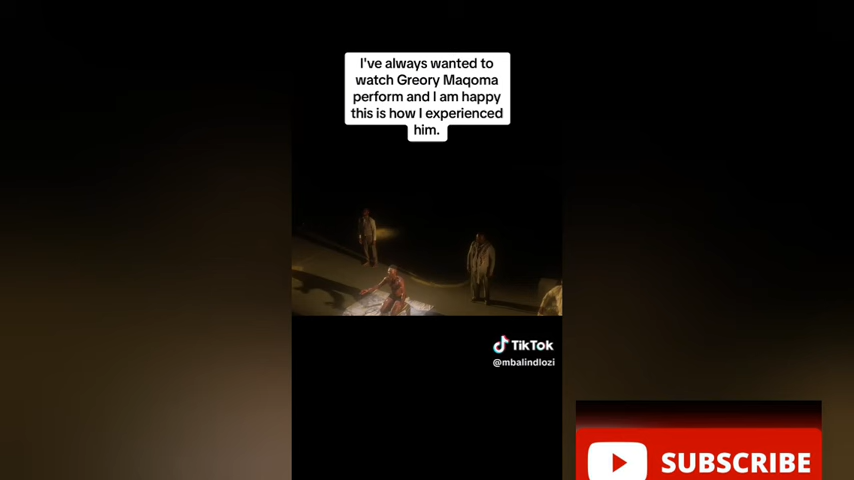 I've always wanted to
watch Greory Maqoma
perform and I am happy
this is how I experienced
him.
TikTok
@mbalindlozi
SUBSCRIBE